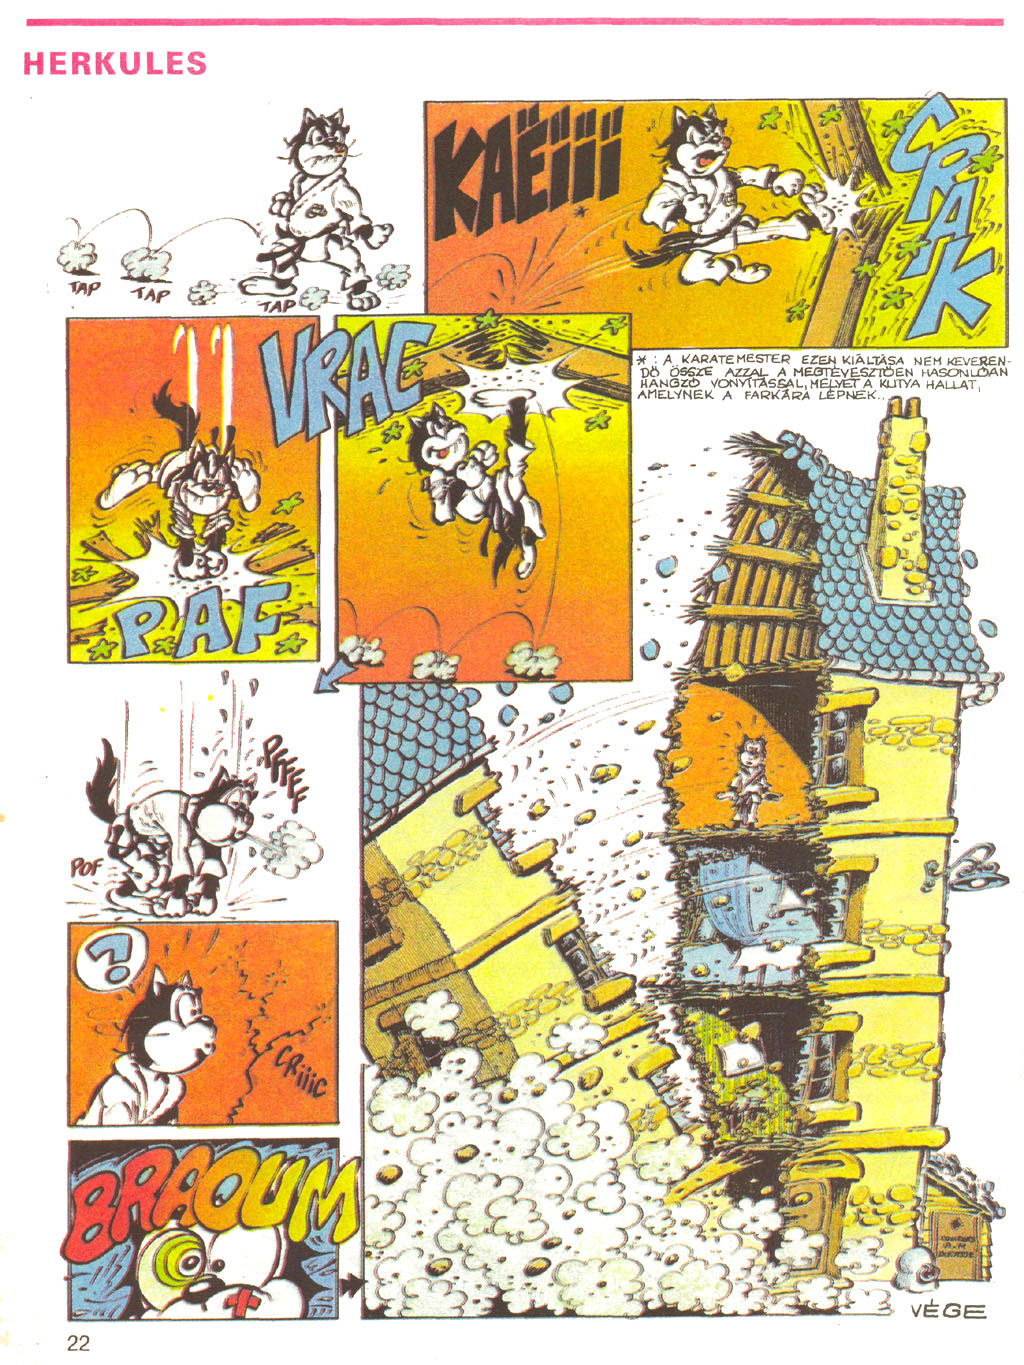 HERKULES
TAP
TAP
TAP
KAËIII
*
CRAK
* : A KARATEMESTER EZEN KIÁLTÁSA NEM KEVEREN-
DŐ ÖSSZE AZZAL A MEGTÉVESZTŐEN HASONLÓAN
HANGZÓ VONYÍTÁSSAL, MELYET A KUTYA HALLAT,
AMELYNEK A FARKÁRA LÉPNEK..
PAF
VRAC
POF
PFFFFF
?
CRIIIC
BRAOUM
VÉGE
22